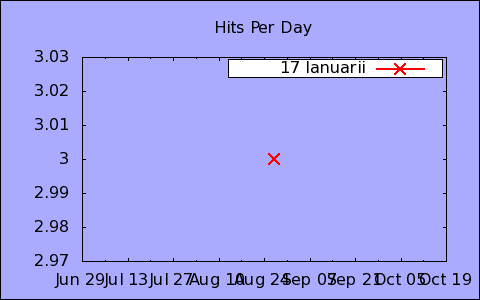 Hits Per Day
17 Ianuarii
3.03
3.02
3.01
3
2.99
2.98
2.97
Jun 29 Jul 13 Jul 27 Aug 10 Aug 24 Sep 07 Sep 21 Oct 05 Oct 19